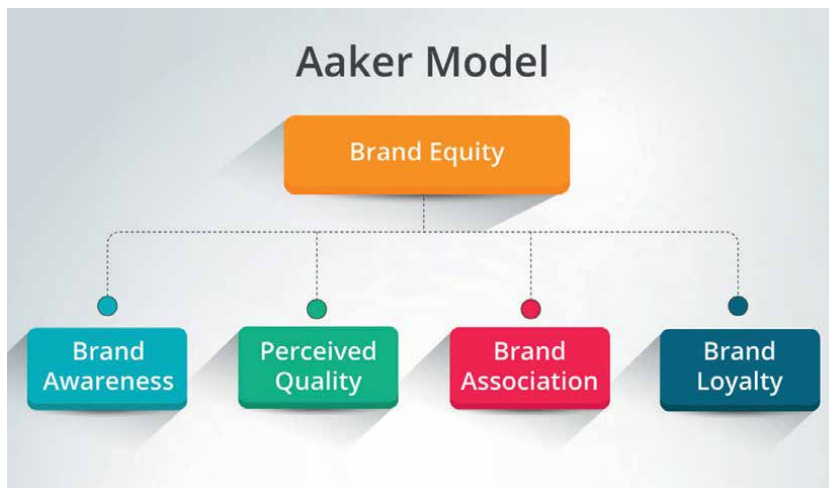 Aaker Model
Brand Equity
Brand
Awareness
Perceived
Quality
Brand
Association
Brand
Loyalty